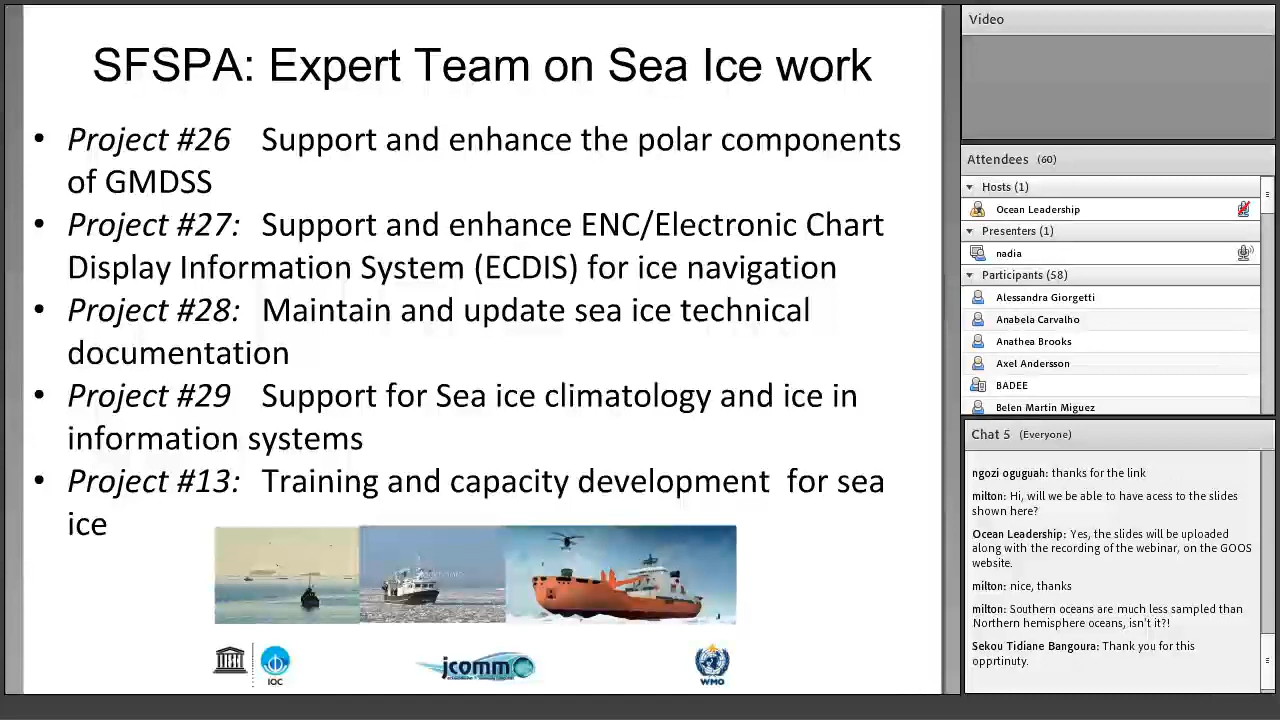 SFSPA: Expert Team on Sea Ice work
• Project #26 Support and enhance the polar components
of GMDSS
• Project #27: Support and enhance ENC/Electronic Chart
Display Information System (ECDIS) for ice navigation
• Project #28: Maintain and update sea ice technical
documentation
• Project #29 Support for Sea ice climatology and ice in
information systems
• Project #13: Training and capacity development for sea
ice
IOC
jcomm
WMO
Video
Attendees (60)
Hosts (1)
Ocean Leadership
Presenters (1)
nadia
Participants (58)
Alessandra Giorgetti
Anabela Carvalho
Anathea Brooks
Axel Andersson
BADEE
Belen Martin Miguez
Chat 5 (Everyone)
ngozi oguguah: thanks for the link
milton: Hi, will we be able to have acess to the slides
shown here?
Ocean Leadership: Yes, the slides will be uploaded
along with the recording of the webinar, on the GOOS
website.
milton: nice, thanks
milton: Southern oceans are much less sampled than
Northern hemisphere oceans, isn't it?!
Sekou Tidiane Bangoura: Thank you for this
opprtinuty.